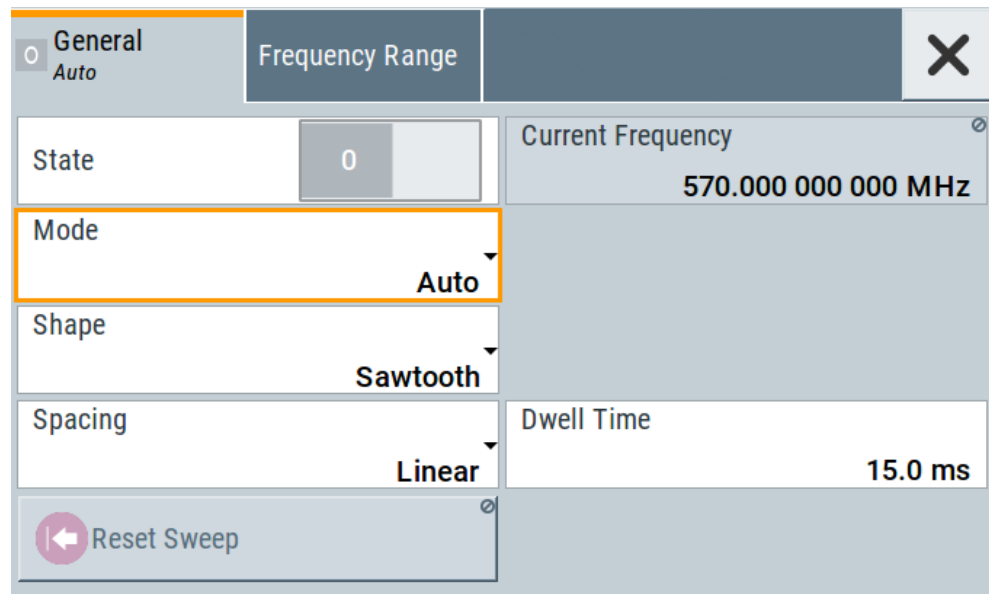 0 General
Auto
Frequency Range
State
0
Current Frequency
570.000 000 000 MHz
Mode
Auto
Shape
Sawtooth
Spacing
Linear
Dwell Time
15.0 ms
Reset Sweep